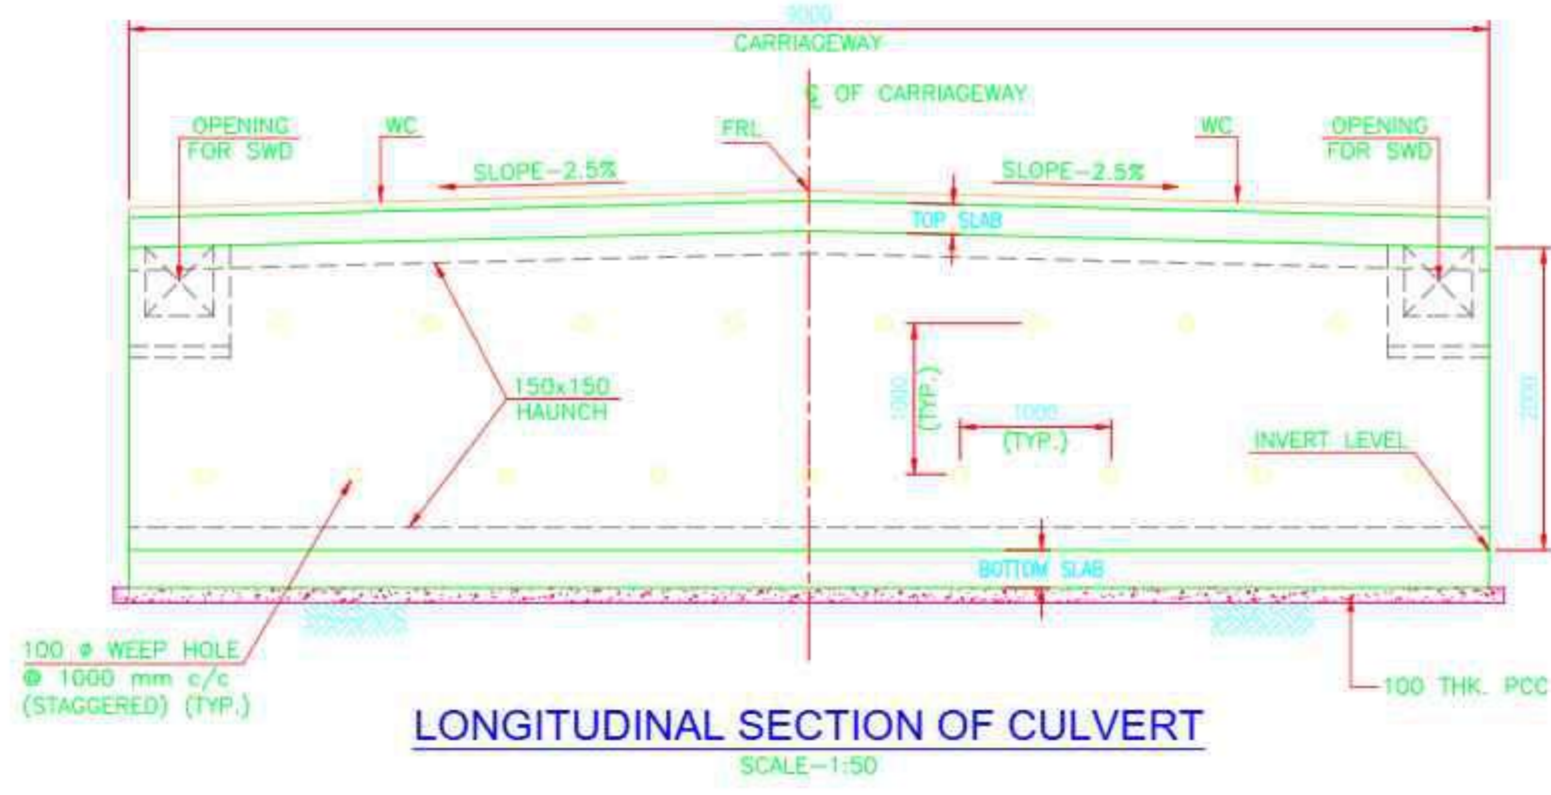 9000
CARRIAGEWAY
℄ OF CARRIAGEWAY
OPENING
FOR SWD
WC
FRL
WC
OPENING
FOR SWD
SLOPE-2.5%
SLOPE-2.5%
TOP SLAB
150x150
HAUNCH
1000
(TYP.)
1000
(TYP.)
2000
INVERT LEVEL
BOTTOM SLAB
100 ø WEEP HOLE
@ 1000 mm c/c
(STAGGERED) (TYP.)
100 THK. PCC
LONGITUDINAL SECTION OF CULVERT
SCALE-1:50